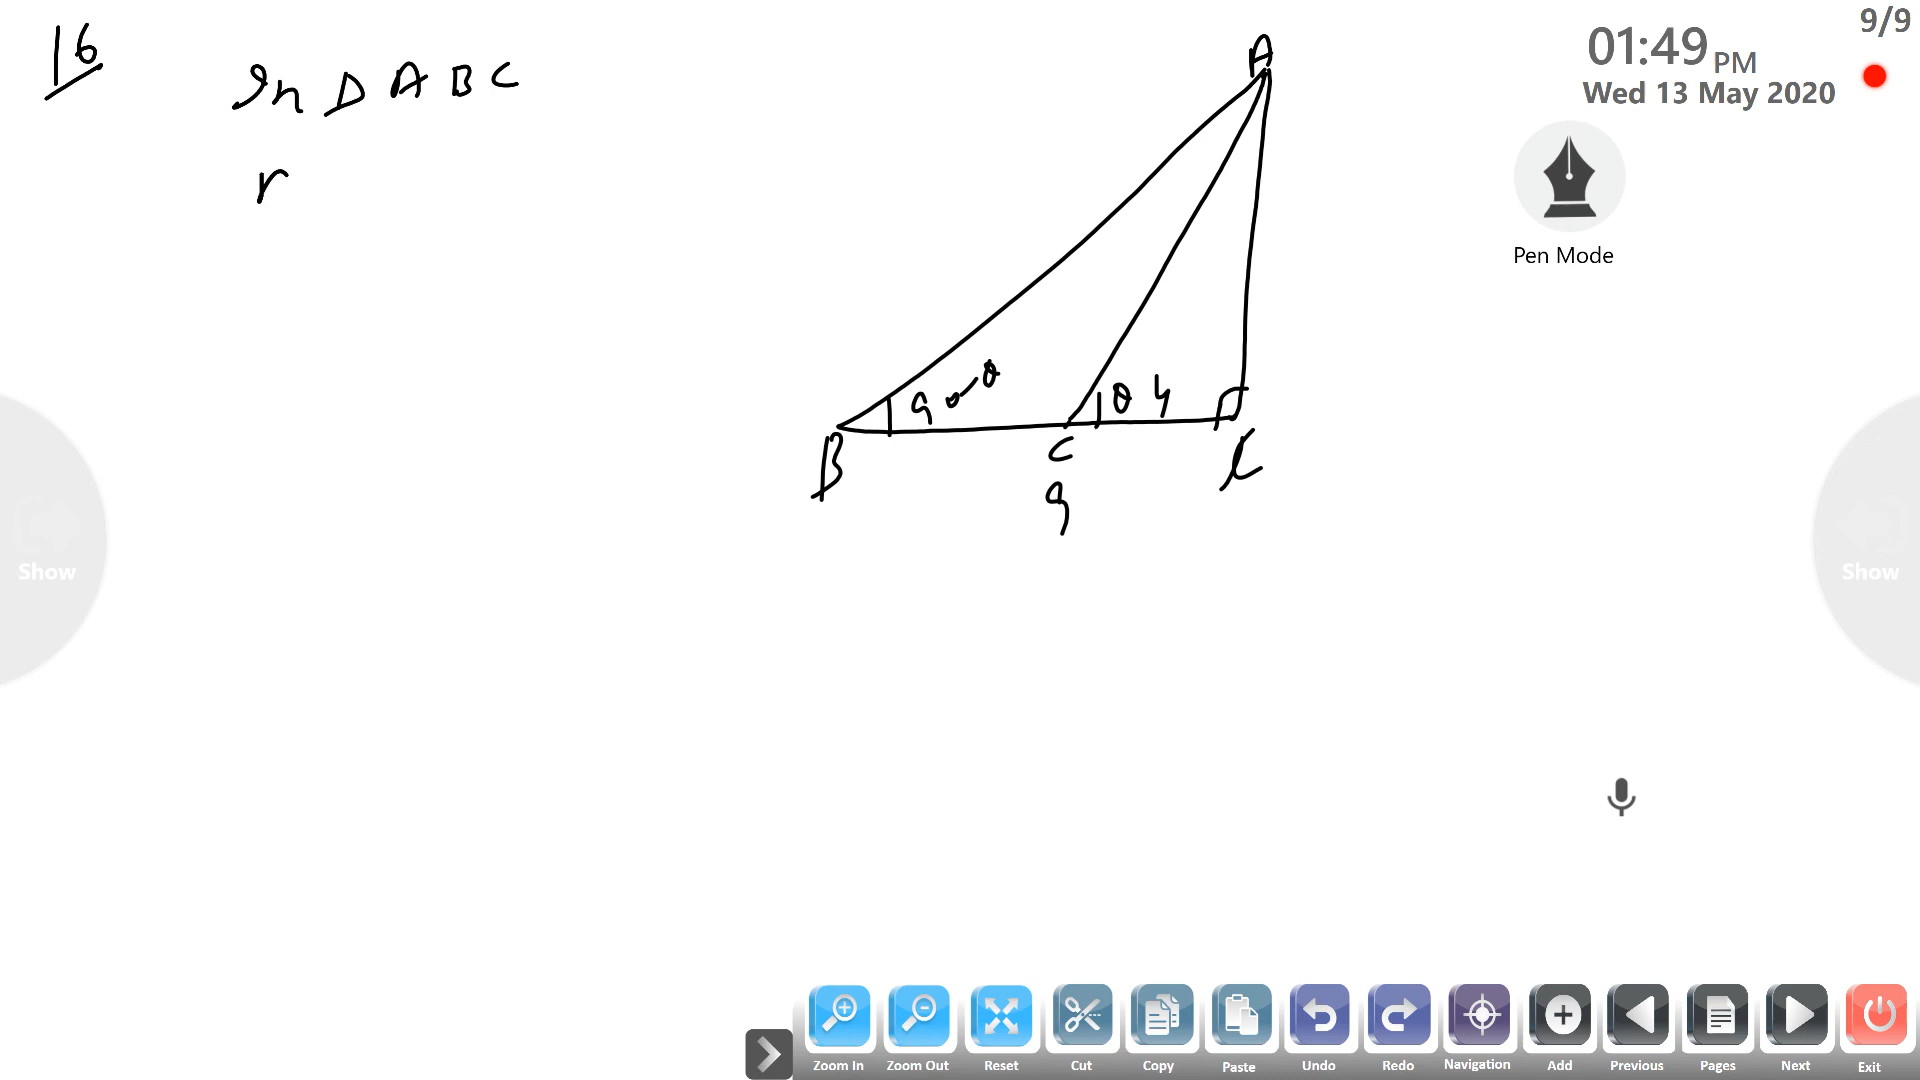 16
In Δ ABC
r
A
90-θ
θ 4
B
C
9
9/9
01:49 PM
Wed 13 May 2020
Pen Mode
Show
Show
Zoom In Zoom Out Reset Cut Copy Paste Undo Redo Navigation Add Previous Pages Next Exit